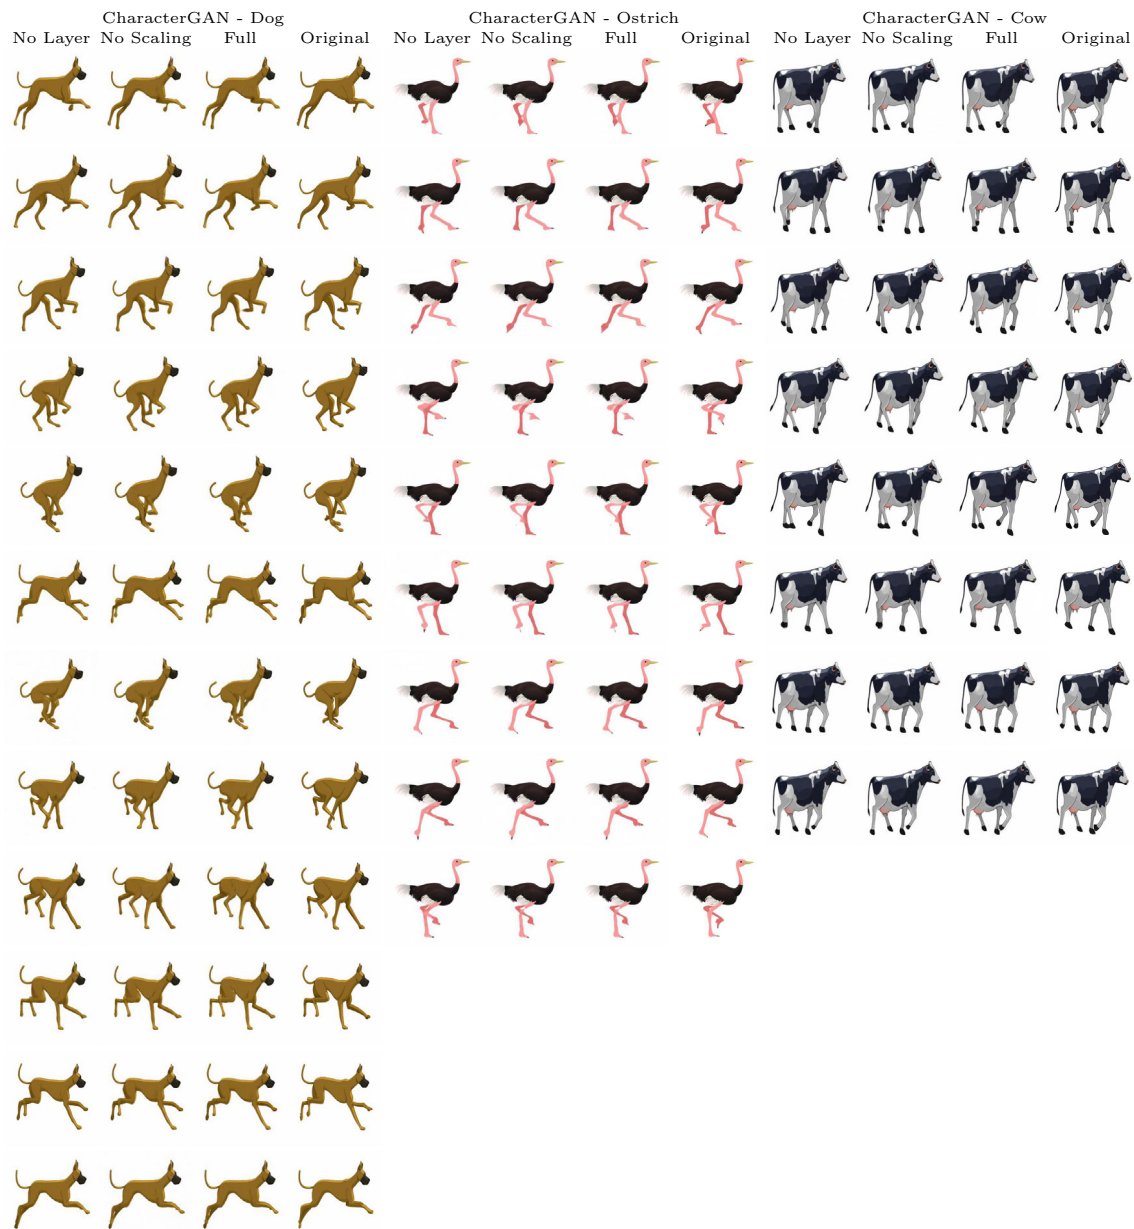 CharacterGAN - Dog
No Layer No Scaling Full Original
CharacterGAN - Ostrich
No Layer No Scaling Full Original
CharacterGAN - Cow
No Layer No Scaling Full Original